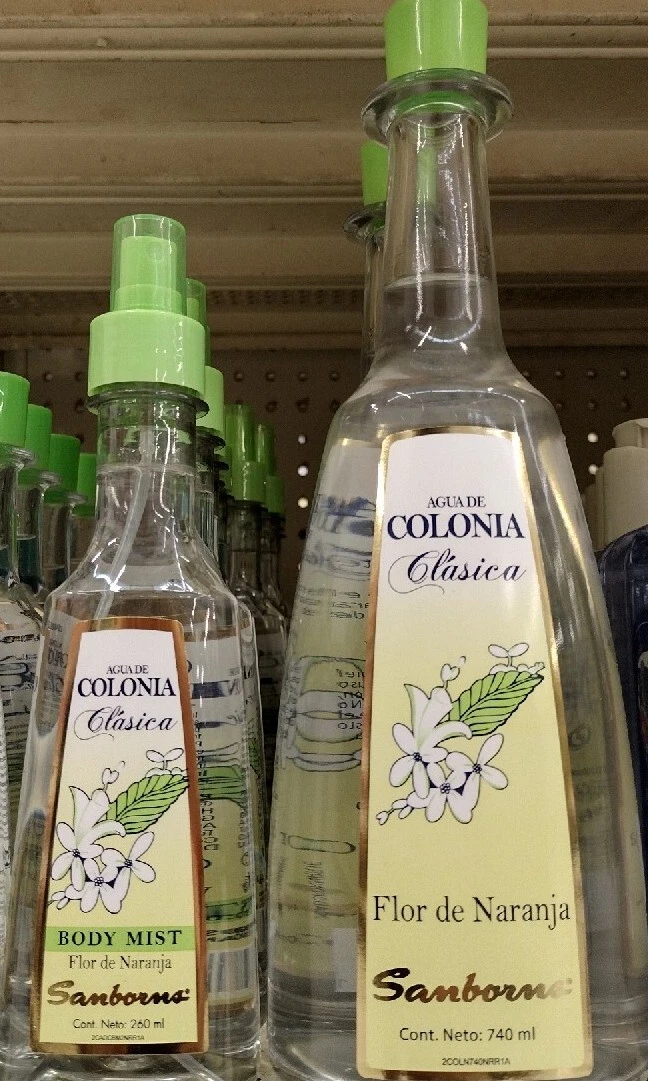 AGUA DE
COLONIA
Clásica
BODY MIST
Flor de Naranja
Sanborns
Cont. Neto: 260 ml
AGUA DE
COLONIA
Clásica
Flor de Naranja
Sanborns
Cont. Neto: 740 ml
2COLNT40NRR1A